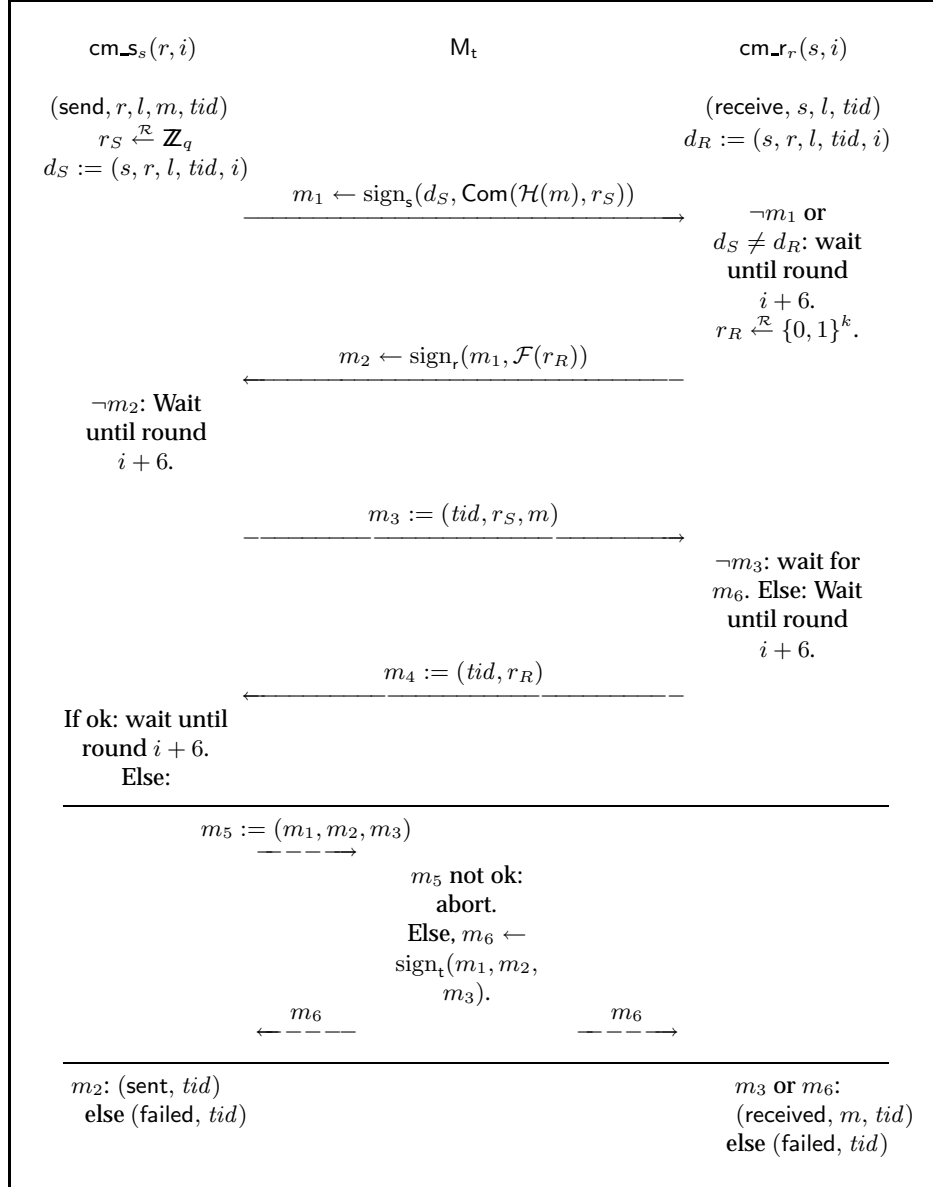 cm_s_s(r, i) M_t cm_r_r(s, i)
(send, r, l, m, tid) (receive, s, l, tid)
r_S ←^R ℤ_q d_R := (s, r, l, tid, i)
d_S := (s, r, l, tid, i)
m_1 ← sign_s(d_S, Com(H(m), r_S))
¬m_1 or
d_S ≠ d_R: wait
until round
i + 6.
r_R ←^R {0, 1}^k.
m_2 ← sign_r(m_1, F(r_R))
¬m_2: Wait
until round
i + 6.
m_3 := (tid, r_S, m)
¬m_3: wait for
m_6. Else: Wait
until round
i + 6.
m_4 := (tid, r_R)
If ok: wait until
round i + 6.
Else:
m_5 := (m_1, m_2, m_3)
m_5 not ok:
abort.
Else, m_6 ←
sign_t(m_1, m_2,
m_3).
m_6 m_6
m_2: (sent, tid) m_3 or m_6:
else (failed, tid) (received, m, tid)
else (failed, tid)